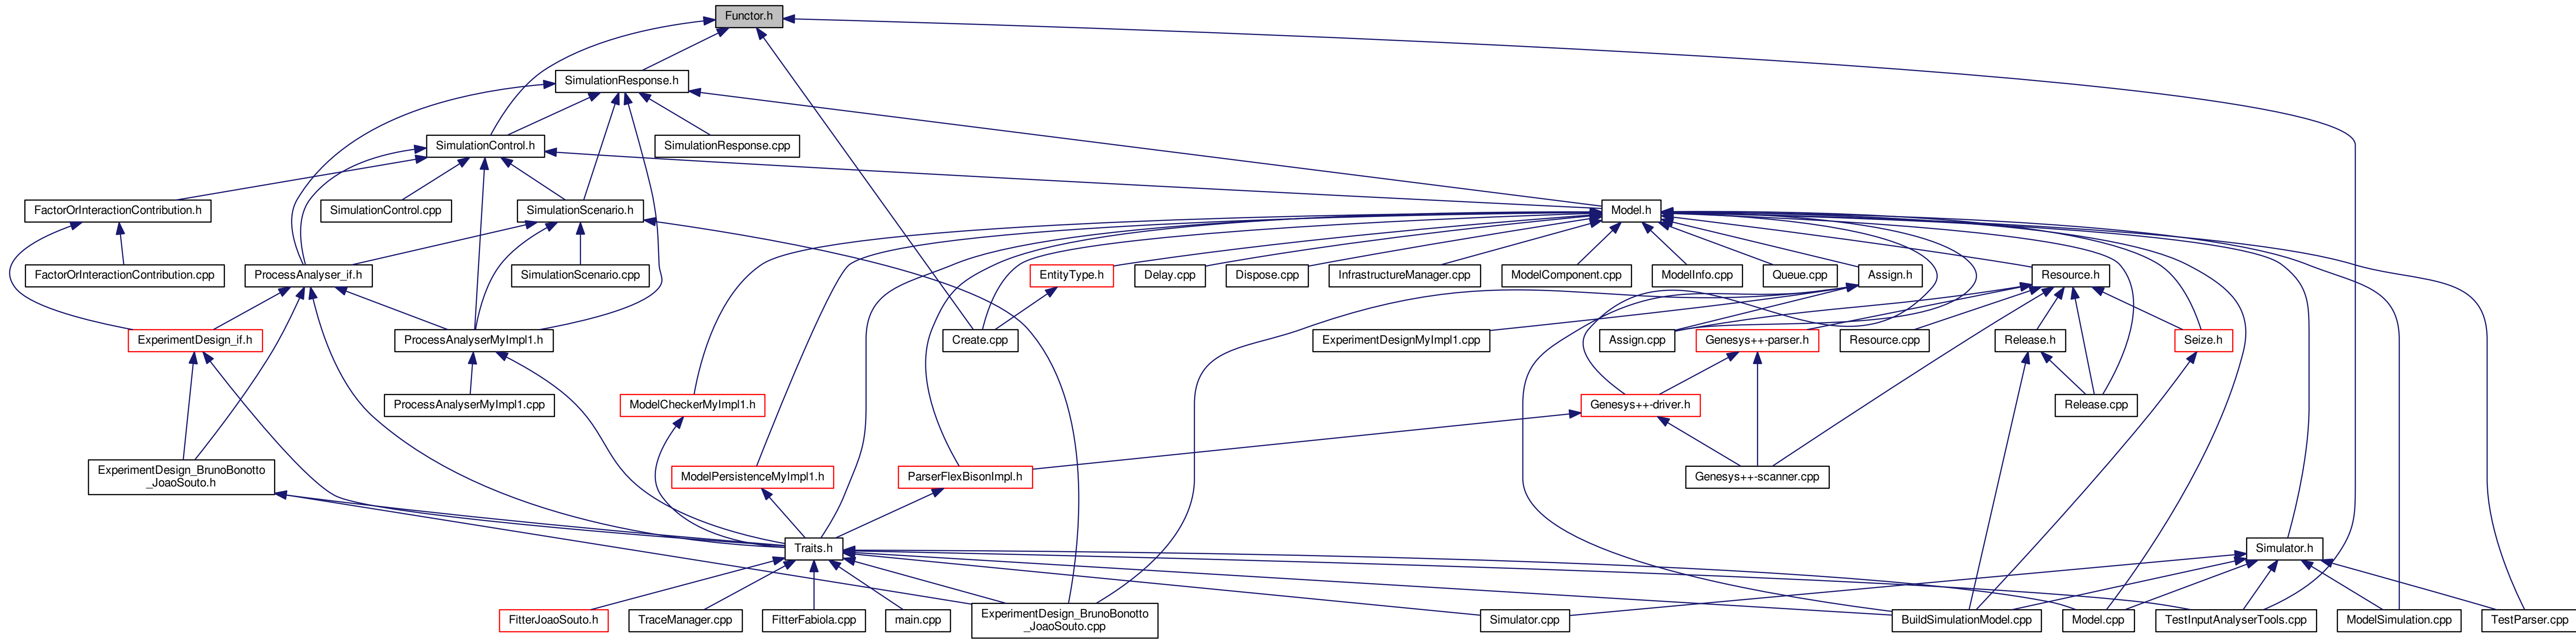 Functor.h
SimulationResponse.h
SimulationControl.h
SimulationResponse.cpp
FactorOrInteractionContribution.h
SimulationControl.cpp
SimulationScenario.h
Model.h
FactorOrInteractionContribution.cpp
ProcessAnalyser_if.h
SimulationScenario.cpp
EntityType.h
Delay.cpp
Dispose.cpp
InfrastructureManager.cpp
ModelComponent.cpp
ModelInfo.cpp
Queue.cpp
Assign.h
Resource.h
ExperimentDesign_if.h
ProcessAnalyserMyImpl1.h
Create.cpp
ExperimentDesignMyImpl1.cpp
Assign.cpp
Genesys++-parser.h
Resource.cpp
Release.h
Seize.h
ProcessAnalyserMyImpl1.cpp
ModelCheckerMyImpl1.h
Genesys++-driver.h
Release.cpp
ExperimentDesign_BrunoBonotto
_JoaoSouto.h
ModelPersistenceMyImpl1.h
ParserFlexBisonImpl.h
Genesys++-scanner.cpp
Traits.h
Simulator.h
FitterJoaoSouto.h
TraceManager.cpp
FitterFabiola.cpp
main.cpp
ExperimentDesign_BrunoBonotto
_JoaoSouto.cpp
Simulator.cpp
BuildSimulationModel.cpp
Model.cpp
TestInputAnalyserTools.cpp
ModelSimulation.cpp
TestParser.cpp